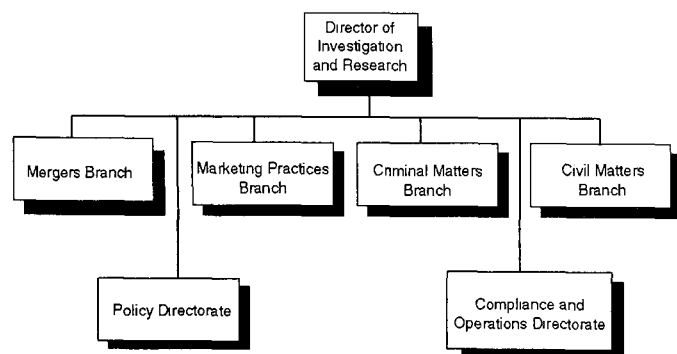 Director of
Investigation
and Research
Mergers Branch
Marketing Practices
Branch
Criminal Matters
Branch
Civil Matters
Branch
Policy Directorate
Compliance and
Operations Directorate